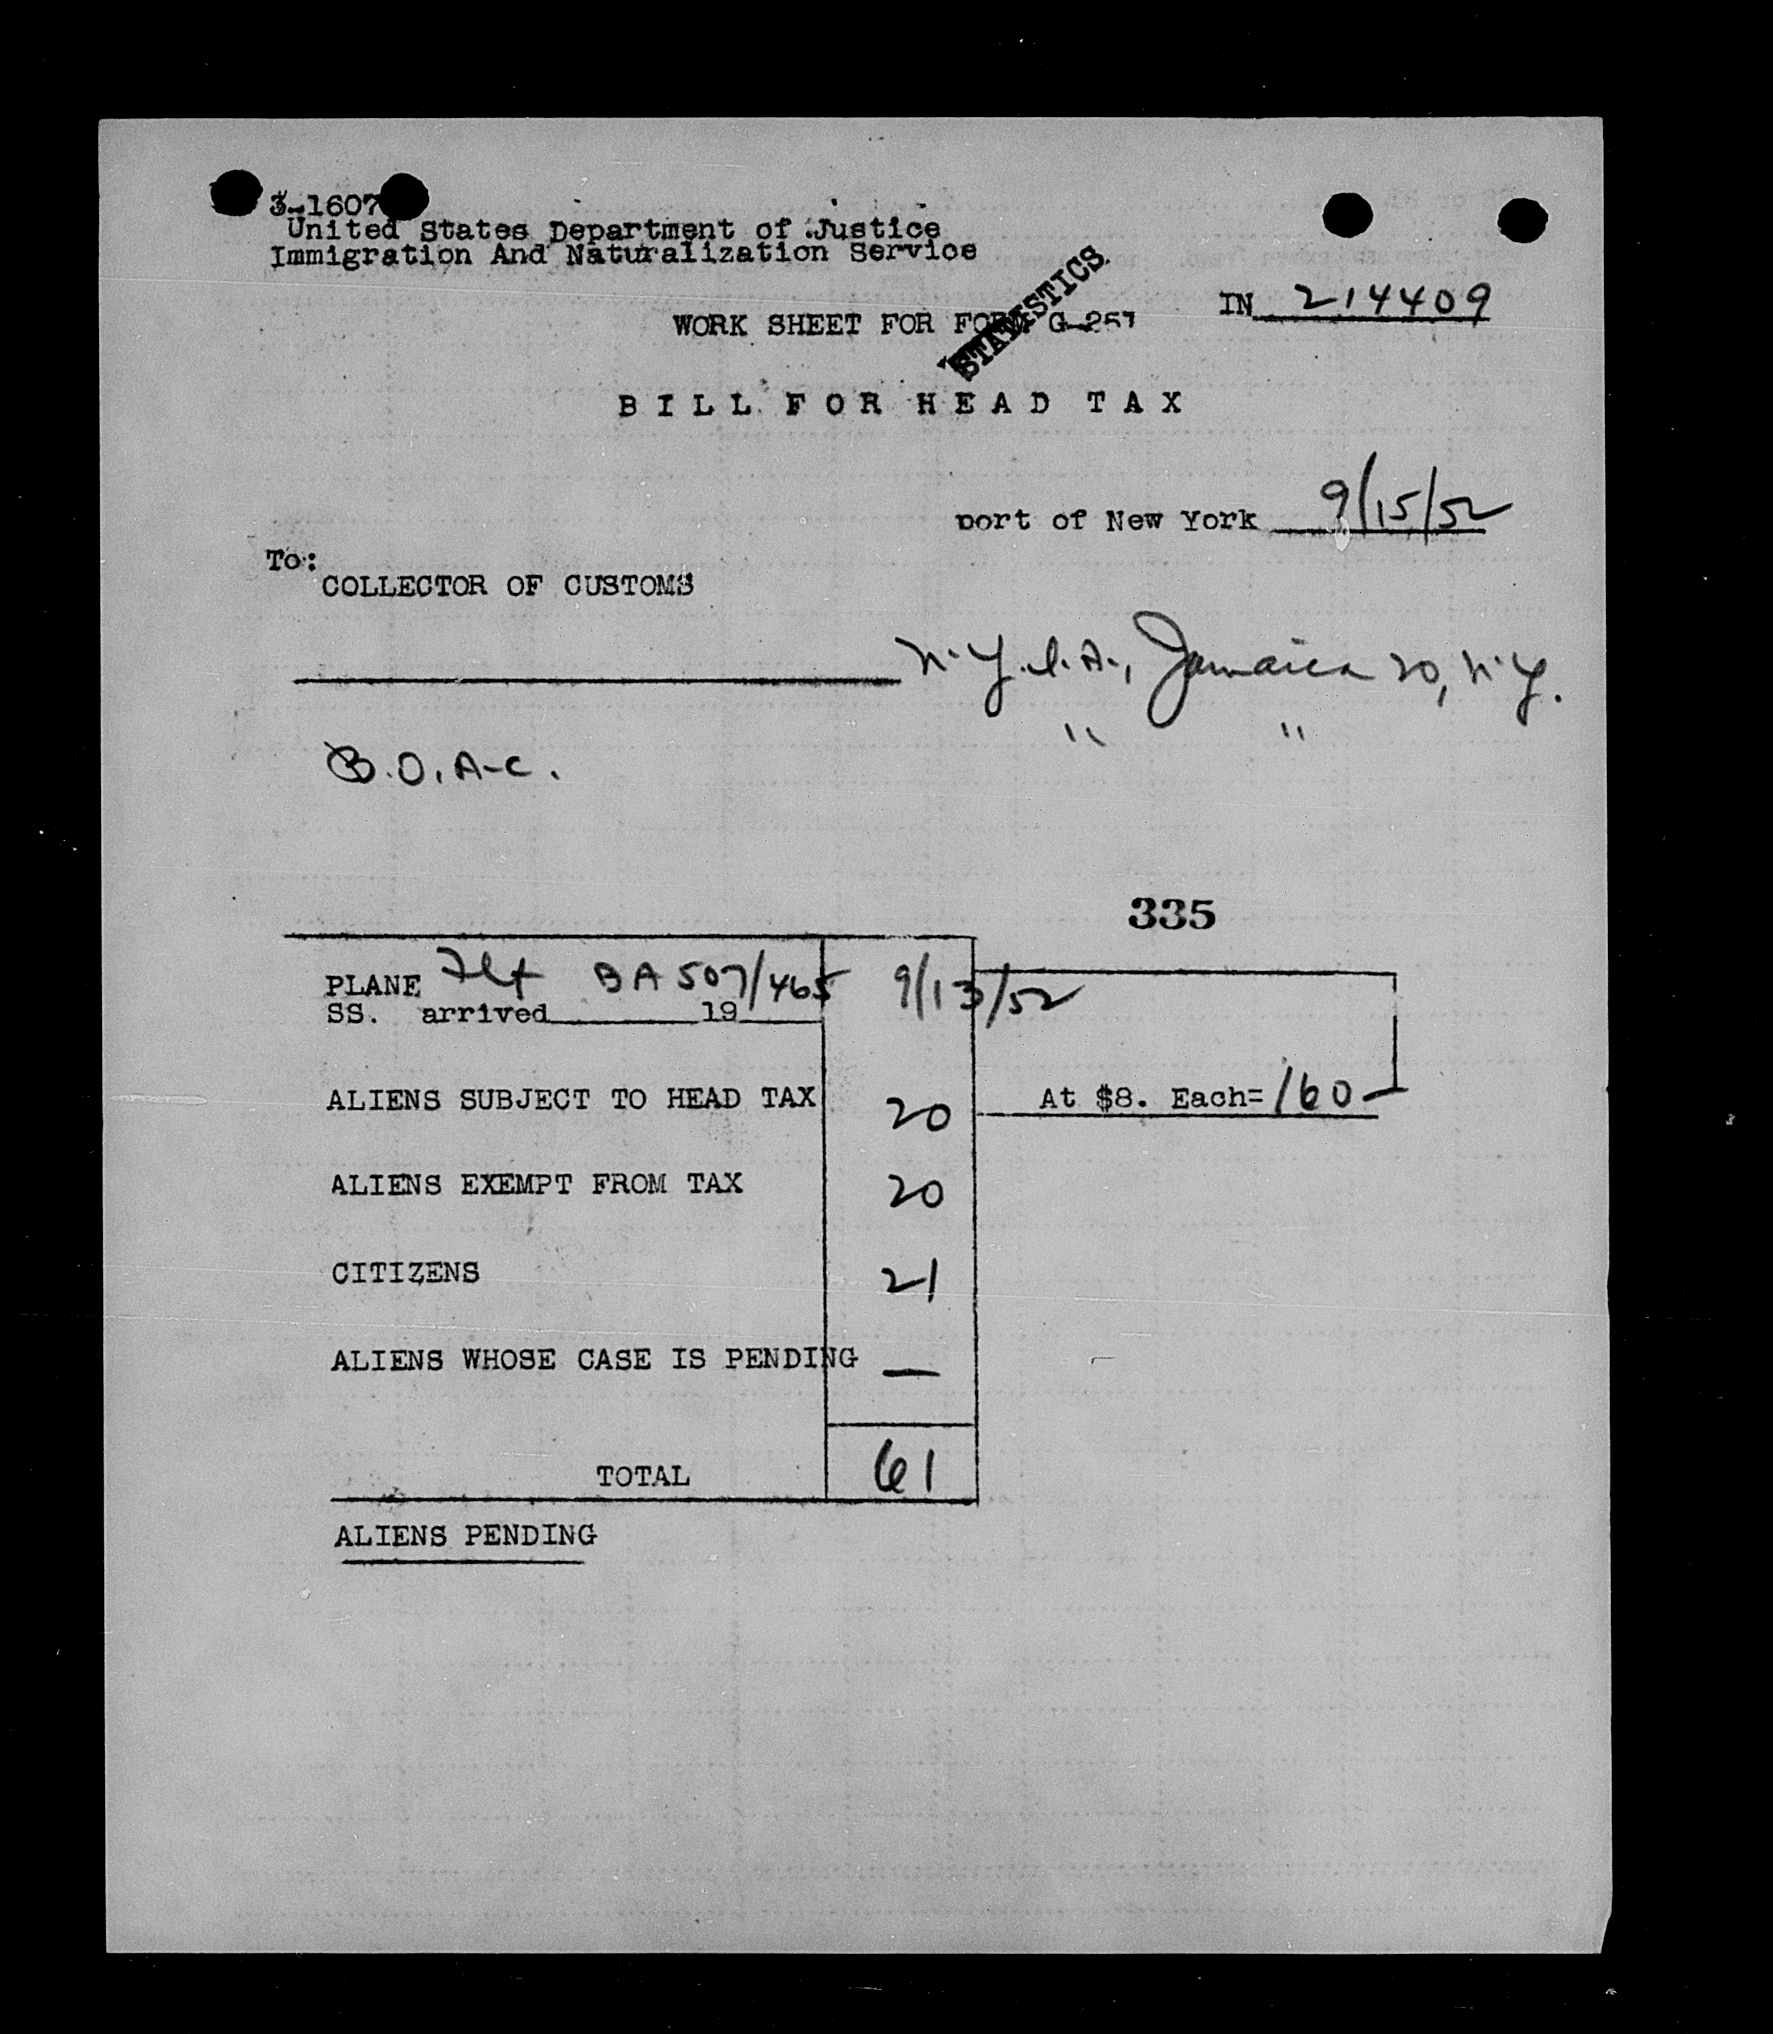 3-1607
United States Department of Justice
Immigration And Naturalization Service
STATISTICS.
IN 214409
WORK SHEET FOR FORM G-257
BILL FOR HEAD TAX
port of New York 9/15/52
To:
COLLECTOR OF CUSTOMS
N.Y.I.A., Jamaica 20, N.Y.
" "
B.O.A.C.
335
PLANE Flt BA 507/465 9/13/52
SS. arrived 19
ALIENS SUBJECT TO HEAD TAX 20 At $8. Each= 160
ALIENS EXEMPT FROM TAX 20
CITIZENS 21
ALIENS WHOSE CASE IS PENDING —
TOTAL 61
ALIENS PENDING